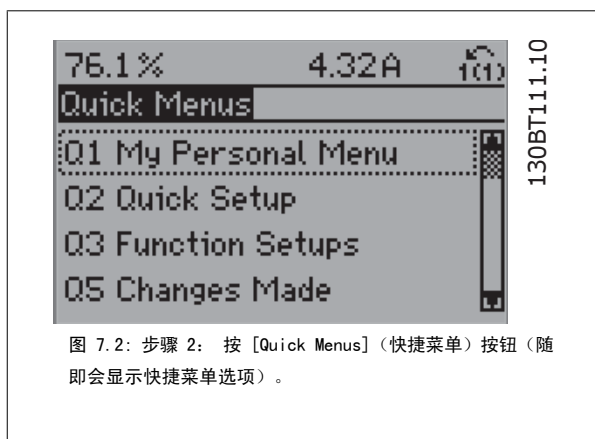 76.1% 4.32A 1(1)
Quick Menus
Q1 My Personal Menu
Q2 Quick Setup
Q3 Function Setups
Q5 Changes Made
130BT111.10
图 7.2: 步骤 2: 按 [Quick Menus](快捷菜单)按钮(随
即会显示快捷菜单选项)。